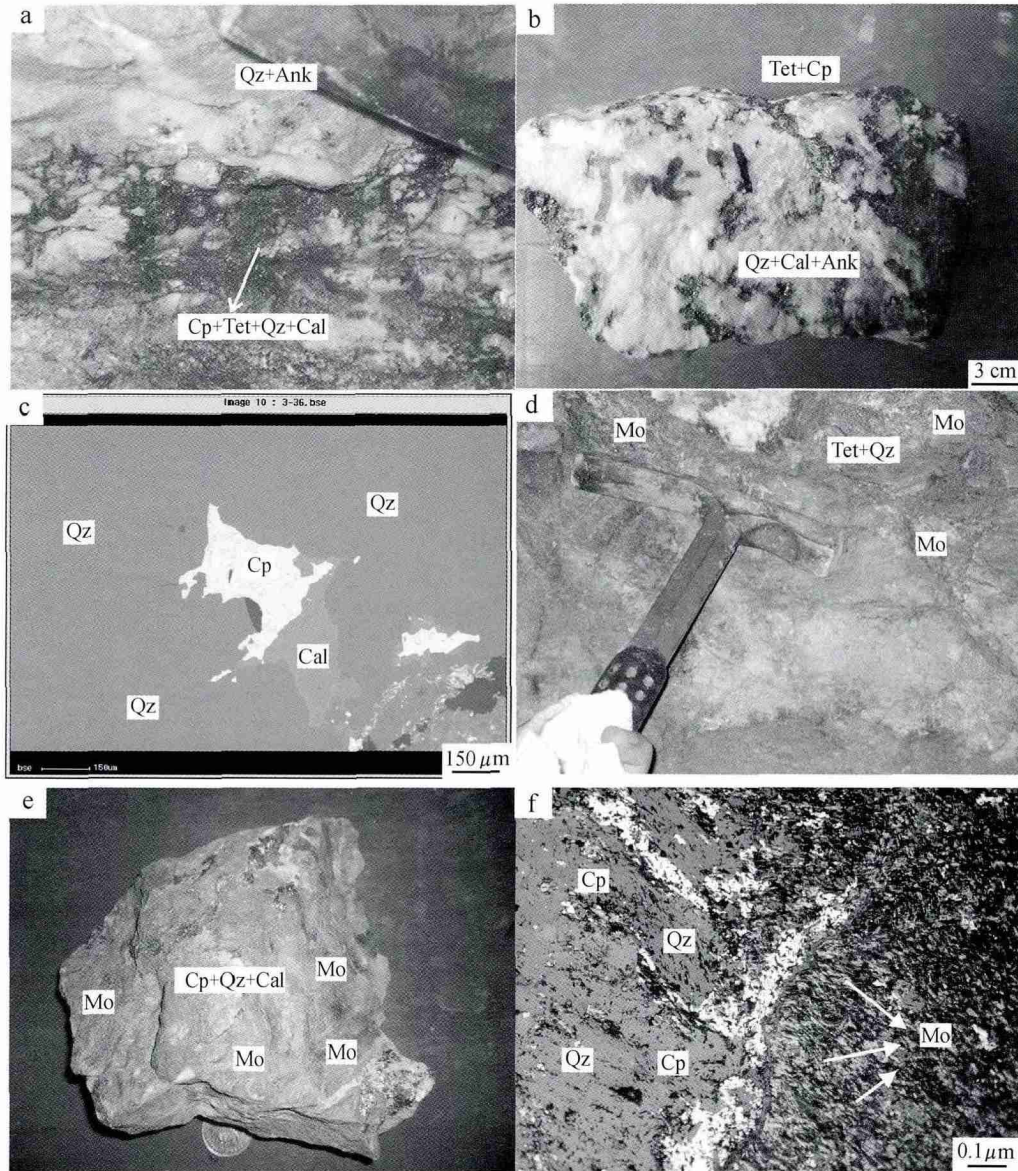 a
Qz+Ank
Cp+Tet+Qz+Cal
b
Tet+Cp
Qz+Cal+Ank
3 cm
c
Image 10 : 3-36.bse
Qz
Qz
Cp
Cal
Qz
bse 150um
150 μm
d
Mo
Mo
Tet+Qz
Mo
e
Mo
Cp+Qz+Cal
Mo
Mo
Mo
f
Cp
Qz
Qz
Cp
Mo
0.1 μm